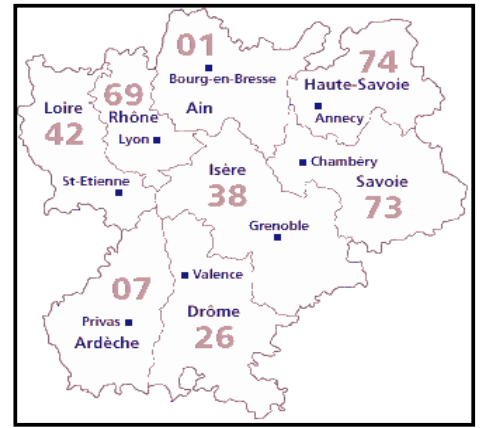 01
Bourg-en-Bresse
Ain
74
Haute-Savoie
Annecy
69
Rhône
Lyon
Loire
42
St-Etienne
Chambéry
Savoie
73
Isère
38
Grenoble
07
Privas
Ardèche
Valence
Drôme
26